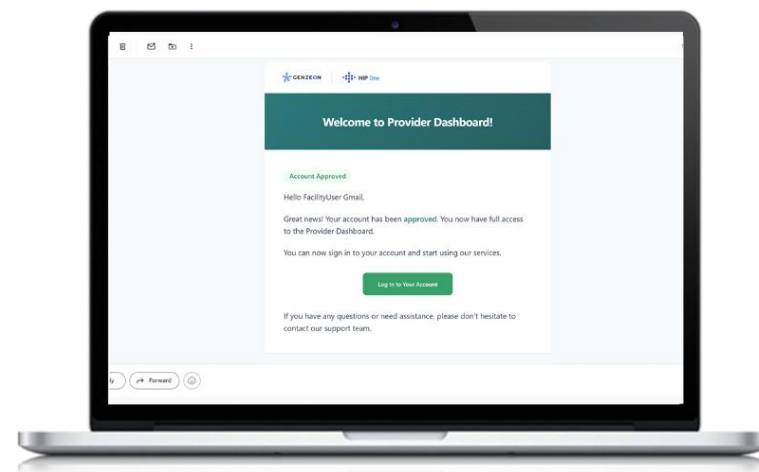 GENZEON HIP One
Welcome to Provider Dashboard!
Account Approved
Hello FacilityUser Gmail,
Great news! Your account has been approved. You now have full access
to the Provider Dashboard.
You can now sign in to your account and start using our services.
Log In to Your Account
If you have any questions or need assistance, please don't hesitate to
contact our support team.
ly Forward